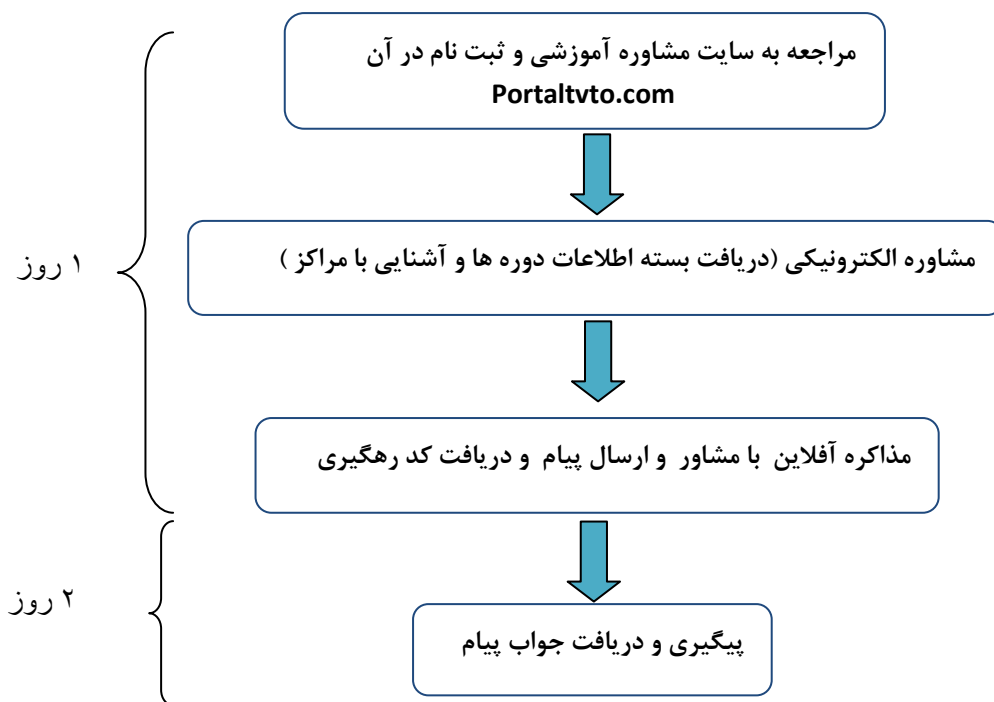 مراجعه به سایت مشاوره آموزشی و ثبت نام در آن
Portaltvto.com
۱ روز
مشاوره الکترونیکی (دریافت بسته اطلاعات دوره ها و آشنایی با مراکز )
مذاکره آفلاین با مشاور و ارسال پیام و دریافت کد رهگیری
۲ روز
پیگیری و دریافت جواب پیام